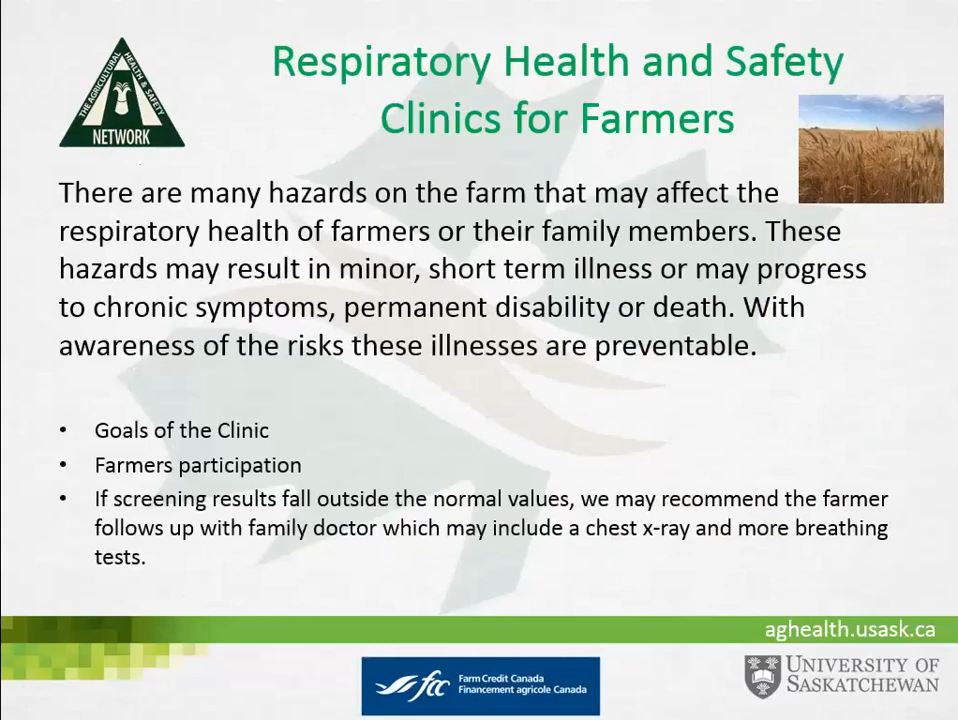 THE AGRICULTURAL
HEALTH & SAFETY
NETWORK
Respiratory Health and Safety
Clinics for Farmers
There are many hazards on the farm that may affect the
respiratory health of farmers or their family members. These
hazards may result in minor, short term illness or may progress
to chronic symptoms, permanent disability or death. With
awareness of the risks these illnesses are preventable.
• Goals of the Clinic
• Farmers participation
• If screening results fall outside the normal values, we may recommend the farmer
follows up with family doctor which may include a chest x-ray and more breathing
tests.
aghealth.usask.ca
fcc
Farm Credit Canada
Financement agricole Canada
UNIVERSITY OF
SASKATCHEWAN